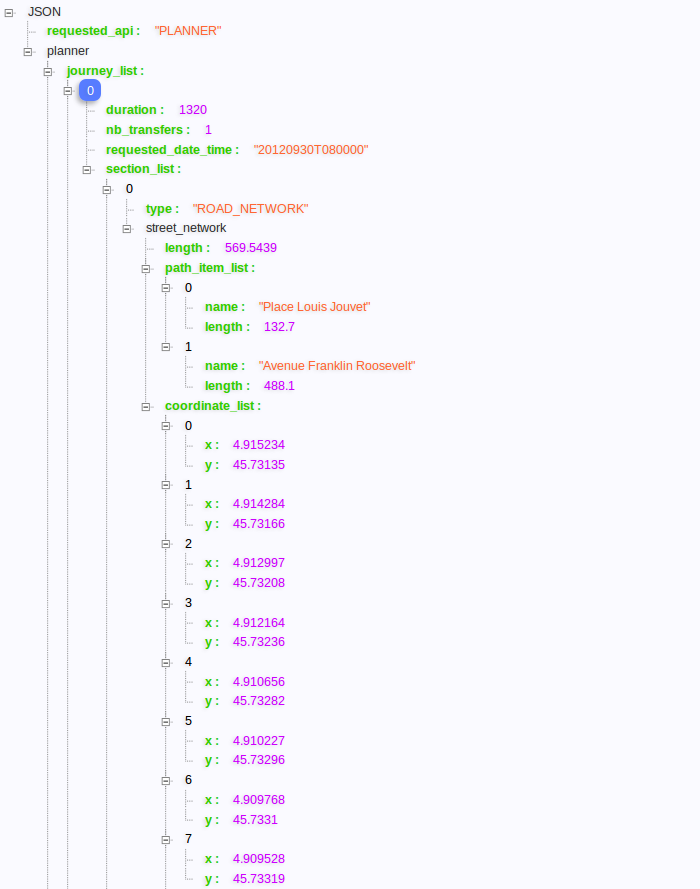 JSON
requested_api : "PLANNER"
planner
journey_list :
0
duration : 1320
nb_transfers : 1
requested_date_time : "20120930T080000"
section_list :
0
type : "ROAD_NETWORK"
street_network
length : 569.5439
path_item_list :
0
name : "Place Louis Jouvet"
length : 132.7
1
name : "Avenue Franklin Roosevelt"
length : 488.1
coordinate_list :
0
x : 4.915234
y : 45.73135
1
x : 4.914284
y : 45.73166
2
x : 4.912997
y : 45.73208
3
x : 4.912164
y : 45.73236
4
x : 4.910656
y : 45.73282
5
x : 4.910227
y : 45.73296
6
x : 4.909768
y : 45.7331
7
x : 4.909528
y : 45.73319